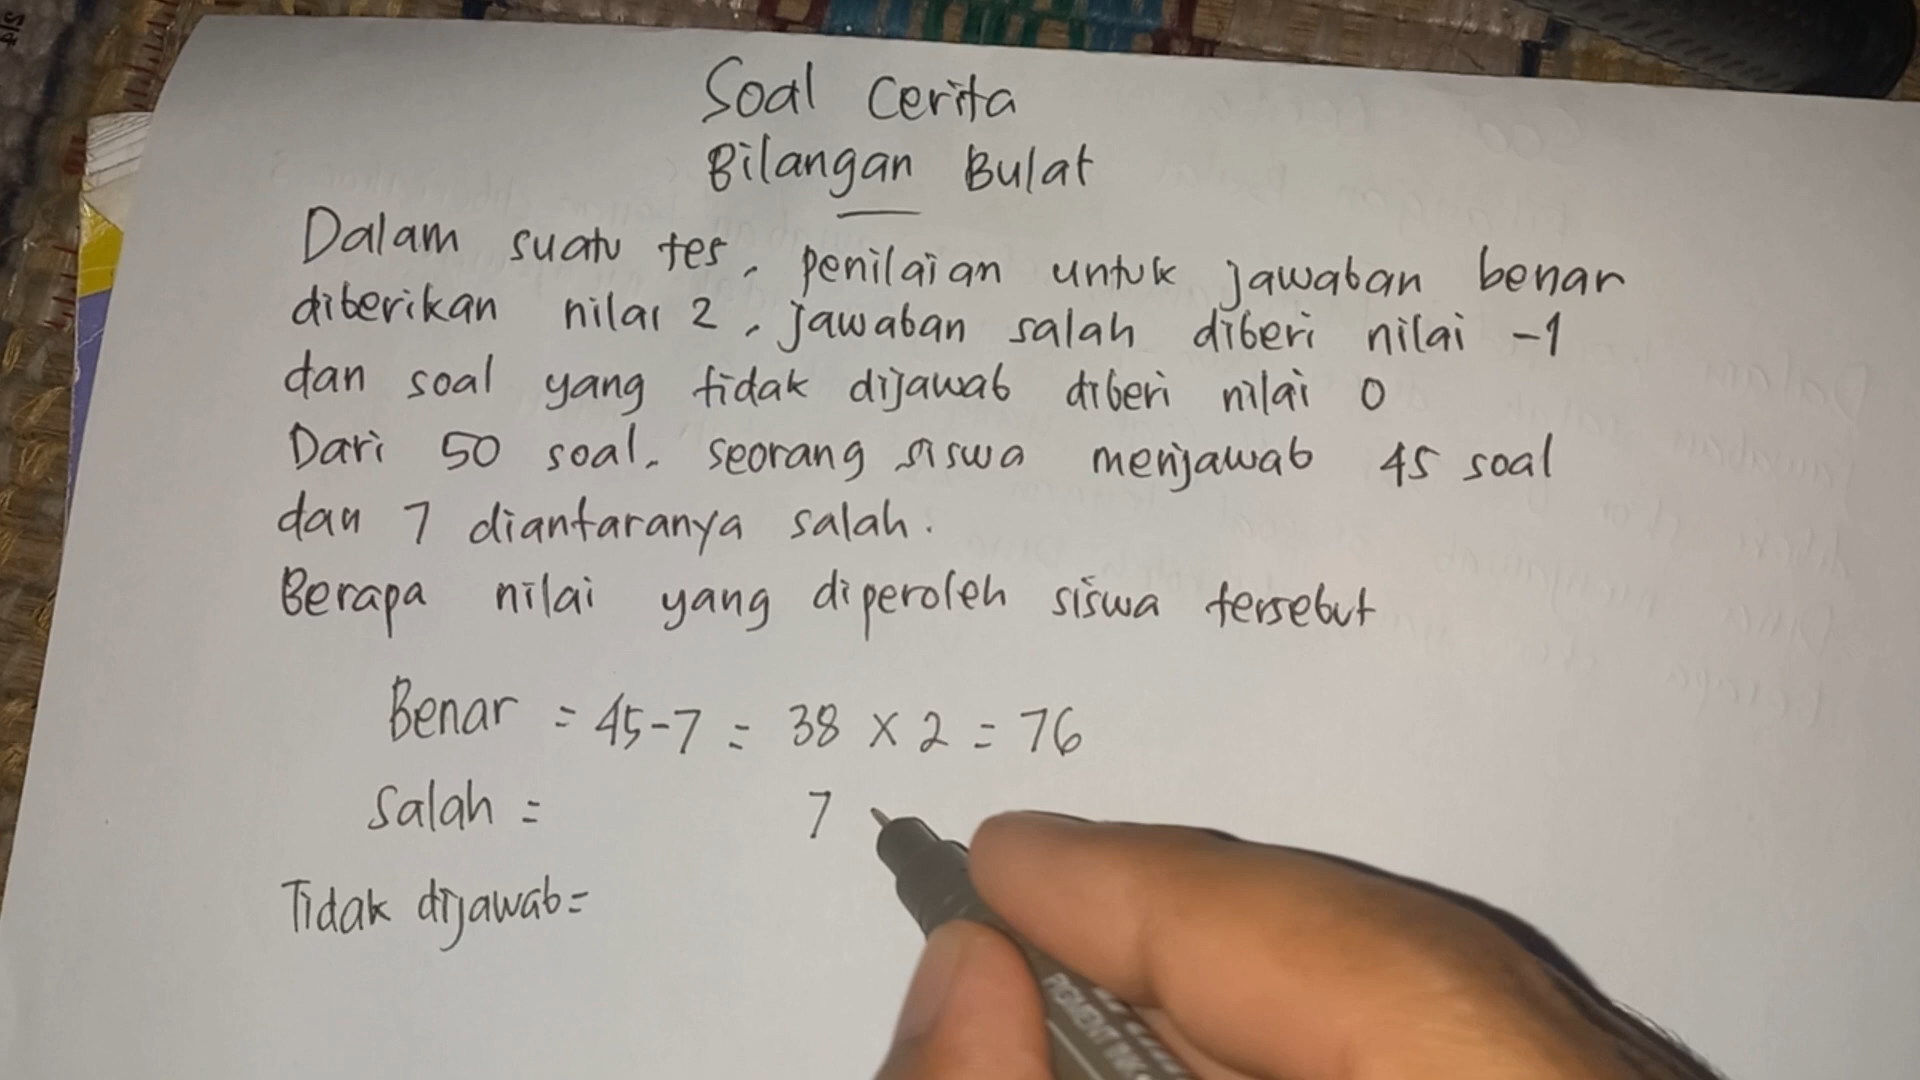 Soal Cerita
Bilangan Bulat
Dalam suatu tes, penilaian untuk jawaban benar
diberikan nilai 2, jawaban salah diberi nilai -1
dan soal yang tidak dijawab diberi nilai 0
Dari 50 soal, seorang siswa menjawab 45 soal
dan 7 diantaranya salah.
Berapa nilai yang diperoleh siswa tersebut
Benar = 45-7 = 38 x 2 = 76
Salah = 7
Tidak dijawab =
PIGMENT